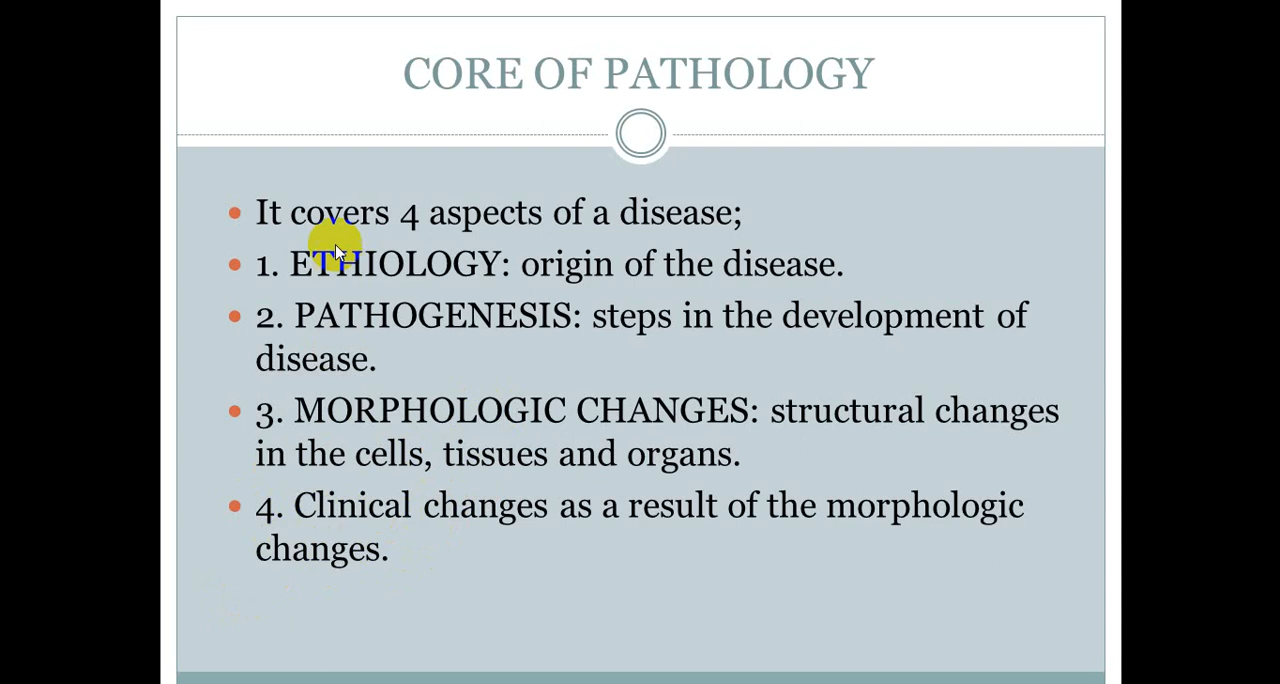 CORE OF PATHOLOGY
It covers 4 aspects of a disease;
1. ETHIOLOGY: origin of the disease.
2. PATHOGENESIS: steps in the development of
disease.
3. MORPHOLOGIC CHANGES: structural changes
in the cells, tissues and organs.
4. Clinical changes as a result of the morphologic
changes.